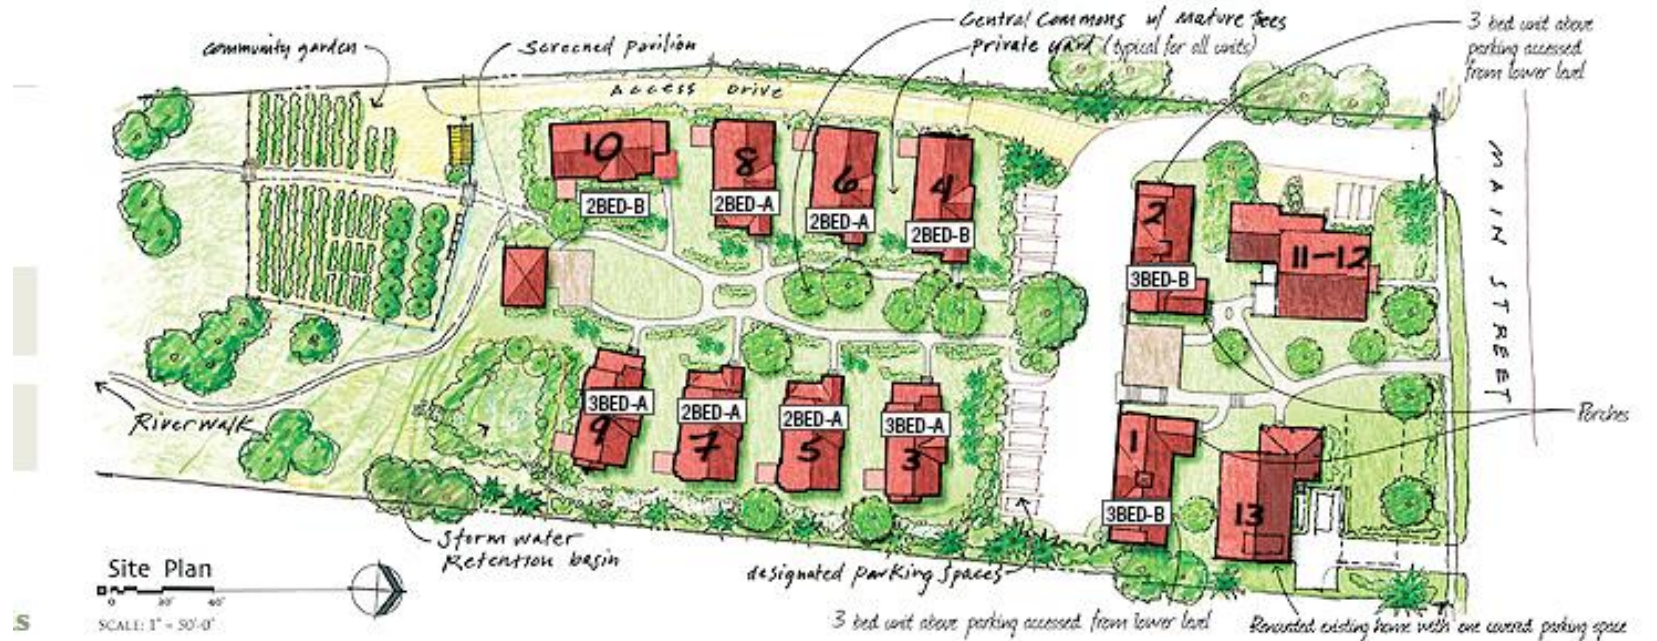 Central Commons w/ mature trees
private yard (typical for all units)
3 bed unit above
parking accessed
from lower level
community garden
screened pavilion
Access Drive
10
2BED-B
8
2BED-A
6
2BED-A
4
2BED-B
2
3BED-B
11-12
MAIN STREET
9
3BED-A
7
2BED-A
5
2BED-A
3
3BED-A
1
3BED-B
13
Porches
Riverwalk
Storm water
Retention basin
designated parking spaces
3 bed unit above parking accessed from lower level
Renovated existing home with one covered parking space
Site Plan
0
SCALE: 1" = 50'-0"
s